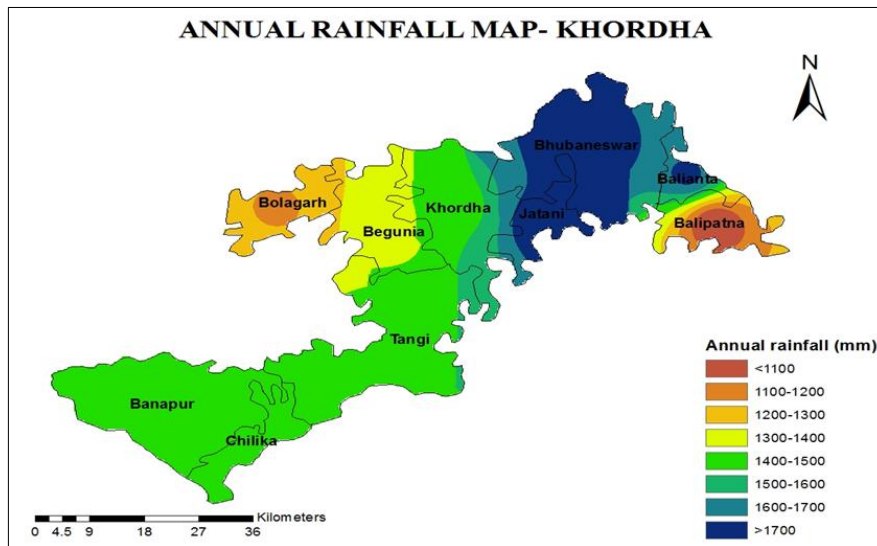 ANNUAL RAINFALL MAP- KHORDHA
N
Bhubaneswar
Balianta
Bolagarh
Khordha
Jatani
Balipatna
Begunia
Tangi
Banapur
Chilika
Annual rainfall (mm)
<1100
1100-1200
1200-1300
1300-1400
1400-1500
1500-1600
1600-1700
>1700
Kilometers
0 4.5 9 18 27 36